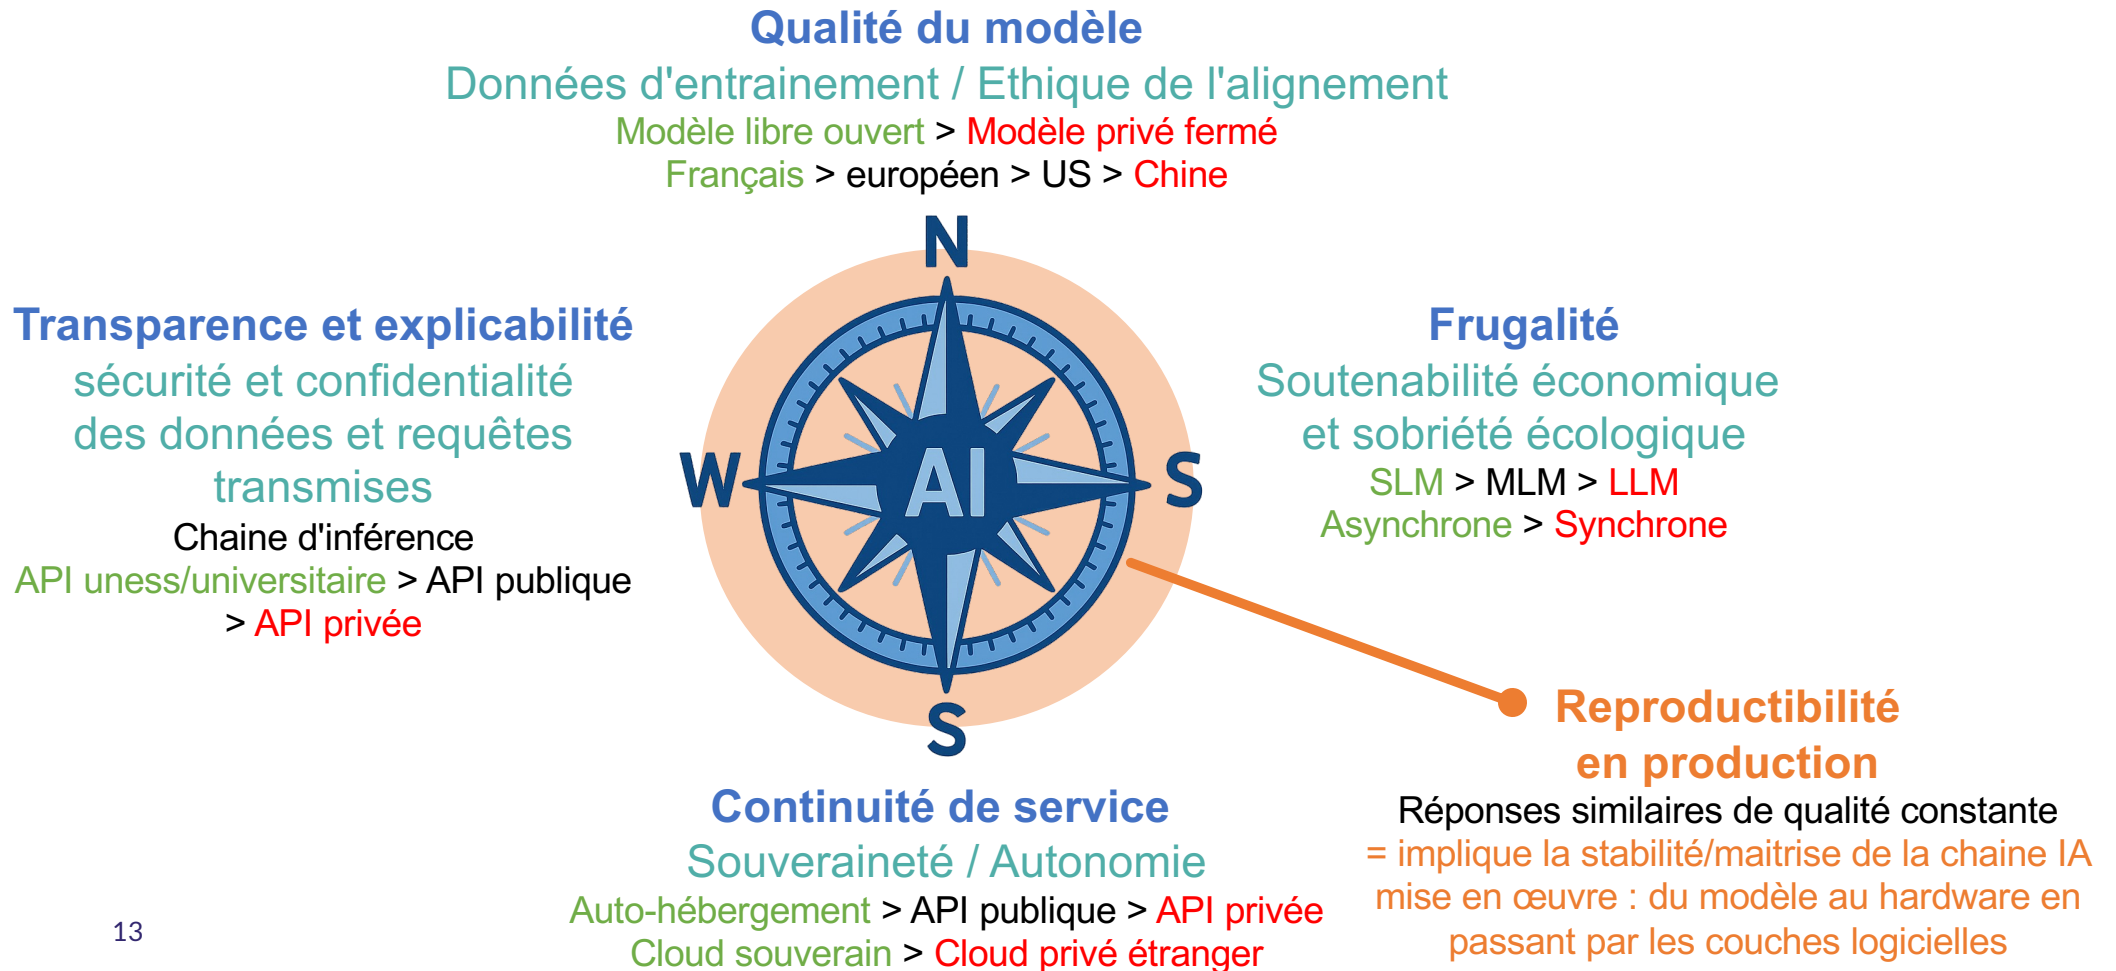 Qualité du modèle
Données d'entrainement / Ethique de l'alignement
Modèle libre ouvert > Modèle privé fermé
Français > européen > US > Chine
N
Transparence et explicabilité
sécurité et confidentialité
des données et requêtes
transmises
Chaine d'inférence
API uness/universitaire > API publique
> API privée
W
AI
S
Frugalité
Soutenabilité économique
et sobriété écologique
SLM > MLM > LLM
Asynchrone > Synchrone
S
Continuité de service
Souveraineté / Autonomie
Auto-hébergement > API publique > API privée
Cloud souverain > Cloud privé étranger
Reproductibilité
en production
Réponses similaires de qualité constante
= implique la stabilité/maitrise de la chaine IA
mise en œuvre : du modèle au hardware en
passant par les couches logicielles
13